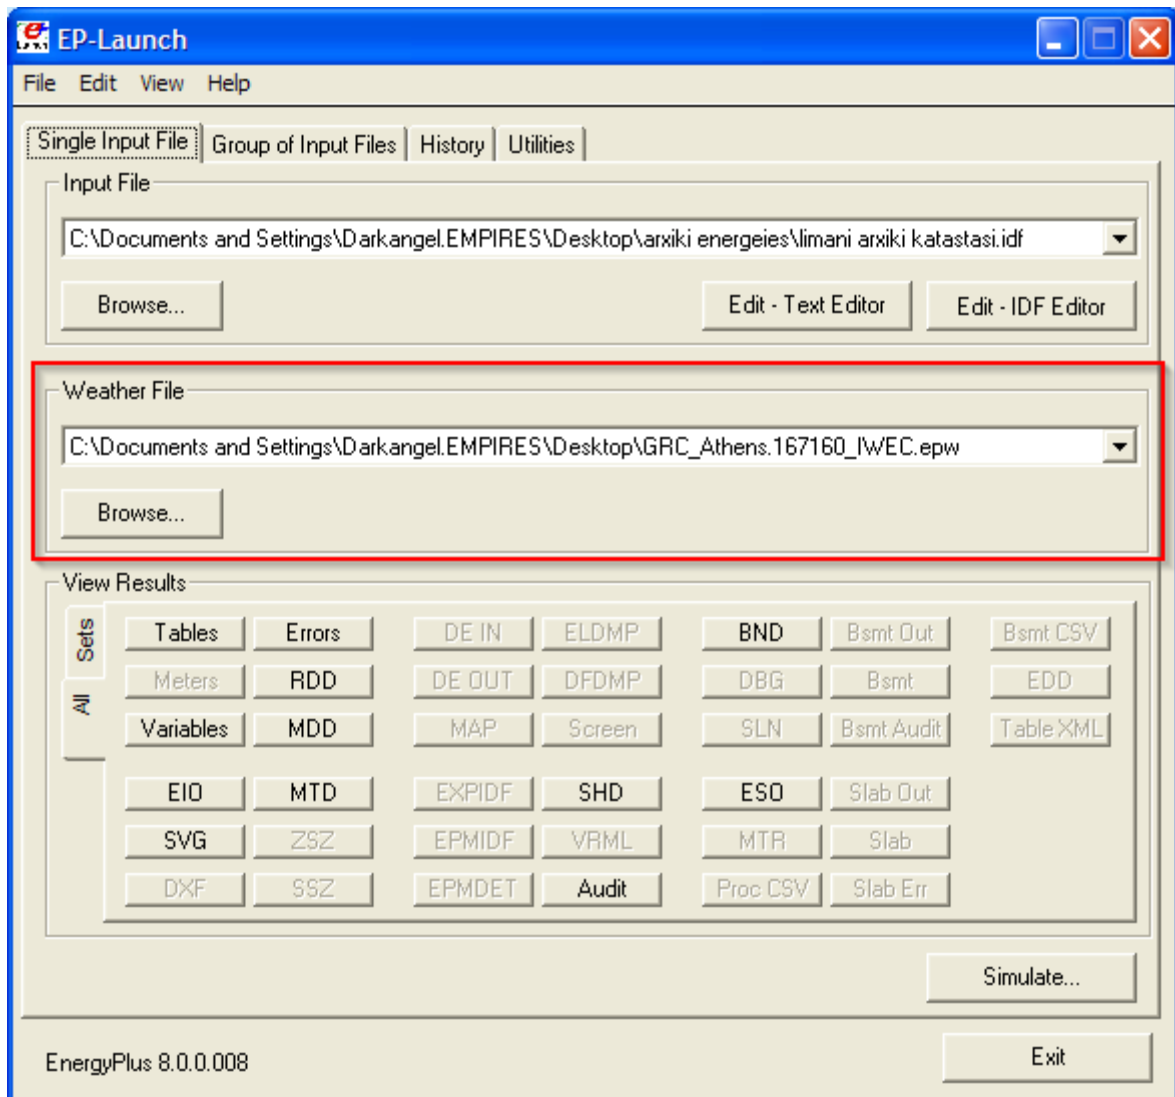 EP-Launch
File Edit View Help
Single Input File Group of Input Files History Utilities
Input File
C:\Documents and Settings\Darkangel.EMPIRES\Desktop\arxiki energeies\limani arxiki katastasi.idf
Browse... Edit - Text Editor Edit - IDF Editor
Weather File
C:\Documents and Settings\Darkangel.EMPIRES\Desktop\GRC_Athens.167160_IWEC.epw
Browse...
View Results
Sets
All
Tables Errors DE IN ELDMP BND Bsmt Out Bsmt CSV
Meters RDD DE OUT DFDMP DBG Bsmt EDD
Variables MDD MAP Screen SLN Bsmt Audit Table XML
EIO MTD EXPIDF SHD ESO Slab Out
SVG ZSZ EPMIDF VRML MTR Slab
DXF SSZ EPMDET Audit Proc CSV Slab Err
Simulate...
EnergyPlus 8.0.0.008 Exit